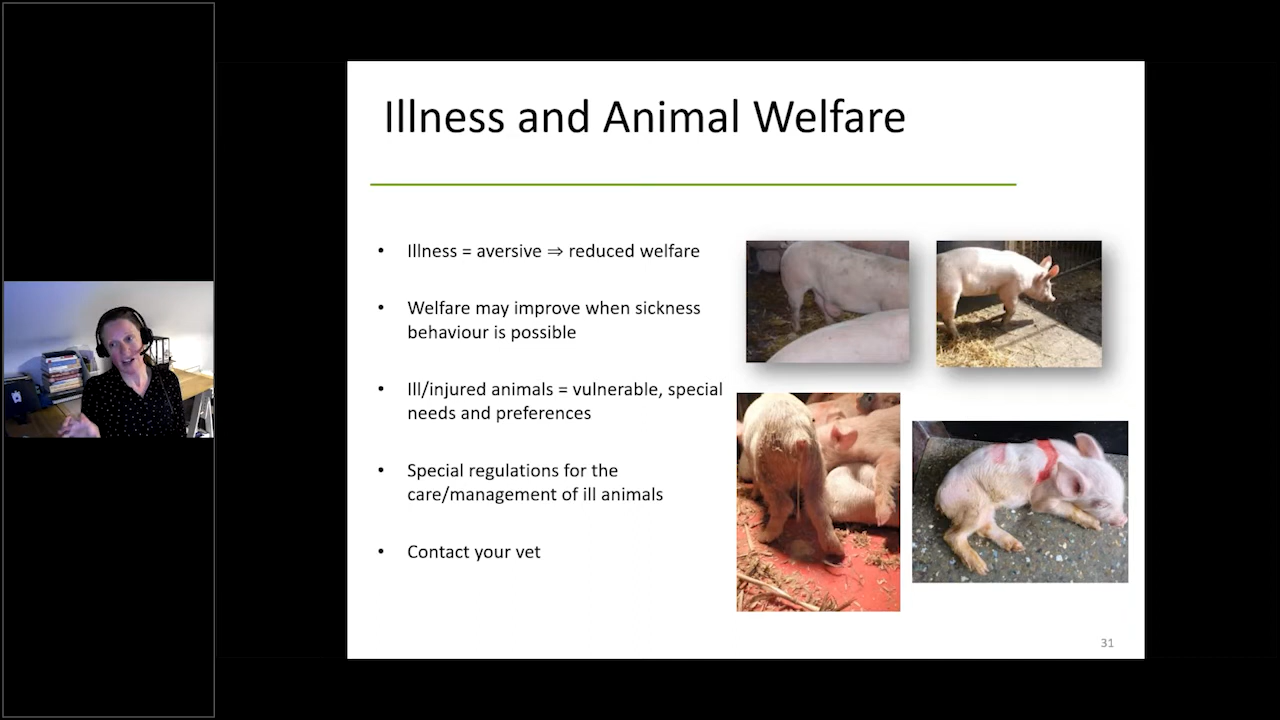 Illness and Animal Welfare
• Illness = aversive ⇒ reduced welfare
• Welfare may improve when sickness
behaviour is possible
• Ill/injured animals = vulnerable, special
needs and preferences
• Special regulations for the
care/management of ill animals
• Contact your vet
31